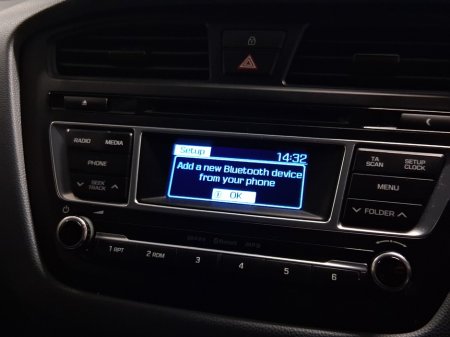 Setup
14:32
Add a new Bluetooth device
from your phone
OK
RADIO
MEDIA
PHONE
SEEK
TRACK
TA
SCAN
SETUP
CLOCK
MENU
FOLDER
1 RPT
2 RDM
3
4
5
6